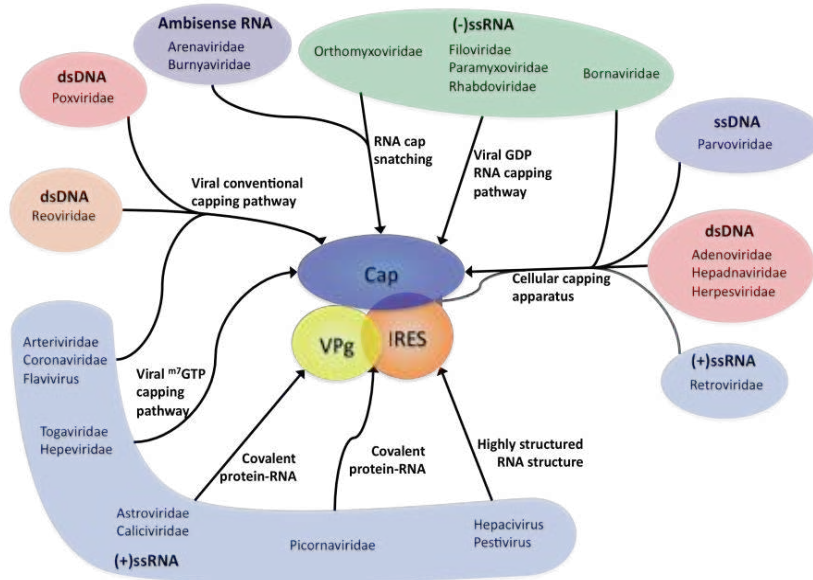 Ambisense RNA
Arenaviridae
Burnyaviridae
(-)ssRNA
Orthomyxoviridae
Filoviridae
Paramyxoviridae
Rhabdoviridae
Bornaviridae
dsDNA
Poxviridae
ssDNA
Parvoviridae
RNA cap
snatching
Viral GDP
RNA capping
pathway
dsDNA
Reoviridae
Viral conventional
capping pathway
dsDNA
Adenoviridae
Hepadnaviridae
Herpesviridae
Cap
Cellular capping
apparatus
VPg
IRES
Arteriviridae
Coronaviridae
Flavivirus
Viral m7GTP
capping
pathway
(+)ssRNA
Retroviridae
Togaviridae
Hepeviridae
Covalent
protein-RNA
Covalent
protein-RNA
Highly structured
RNA structure
Astroviridae
Caliciviridae
Picornaviridae
Hepacivirus
Pestivirus
(+)ssRNA